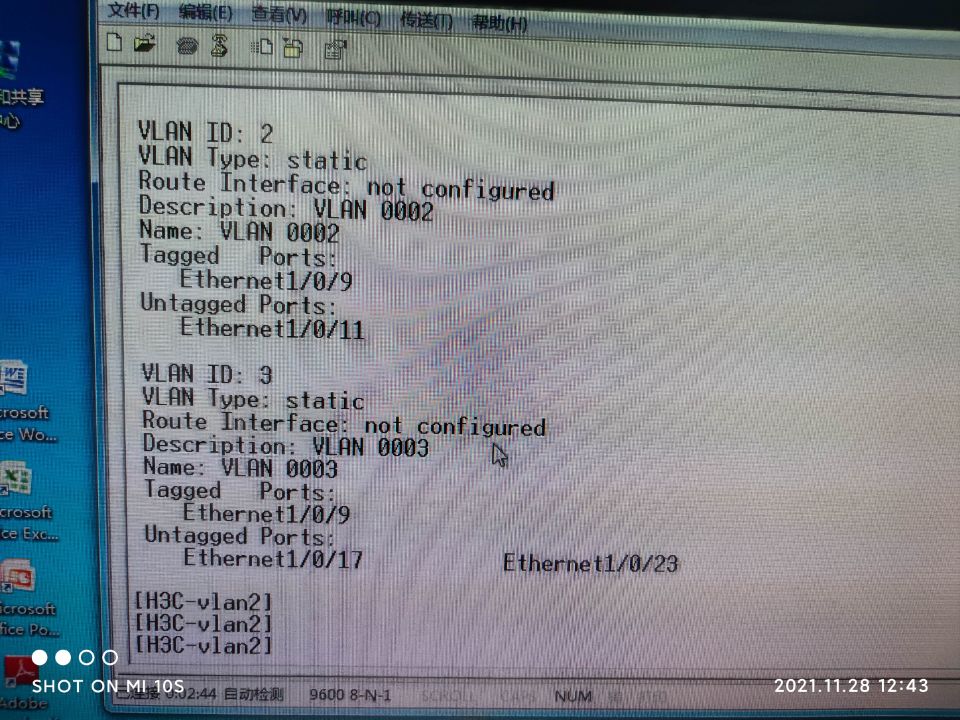 文件(F) 编辑(E) 查看(V) 呼叫(C) 传送(T) 帮助(H)
和共享
中心
VLAN ID: 2
VLAN Type: static
Route Interface: not configured
Description: VLAN 0002
Name: VLAN 0002
Tagged Ports:
Ethernet1/0/9
Untagged Ports:
Ethernet1/0/11
VLAN ID: 3
VLAN Type: static
Route Interface: not configured
Description: VLAN 0003
Name: VLAN 0003
Tagged Ports:
Ethernet1/0/9
Untagged Ports:
Ethernet1/0/17 Ethernet1/0/23
[H3C-vlan2]
[H3C-vlan2]
[H3C-vlan2]
crosoft
ce Wo...
crosoft
ce Exc...
icrosoft
fice Po...
Adobe
已连接 0:02:44 自动检测 9600 8-N-1 SCROLL CAPS NUM
SHOT ON MI 10S
2021.11.28 12:43